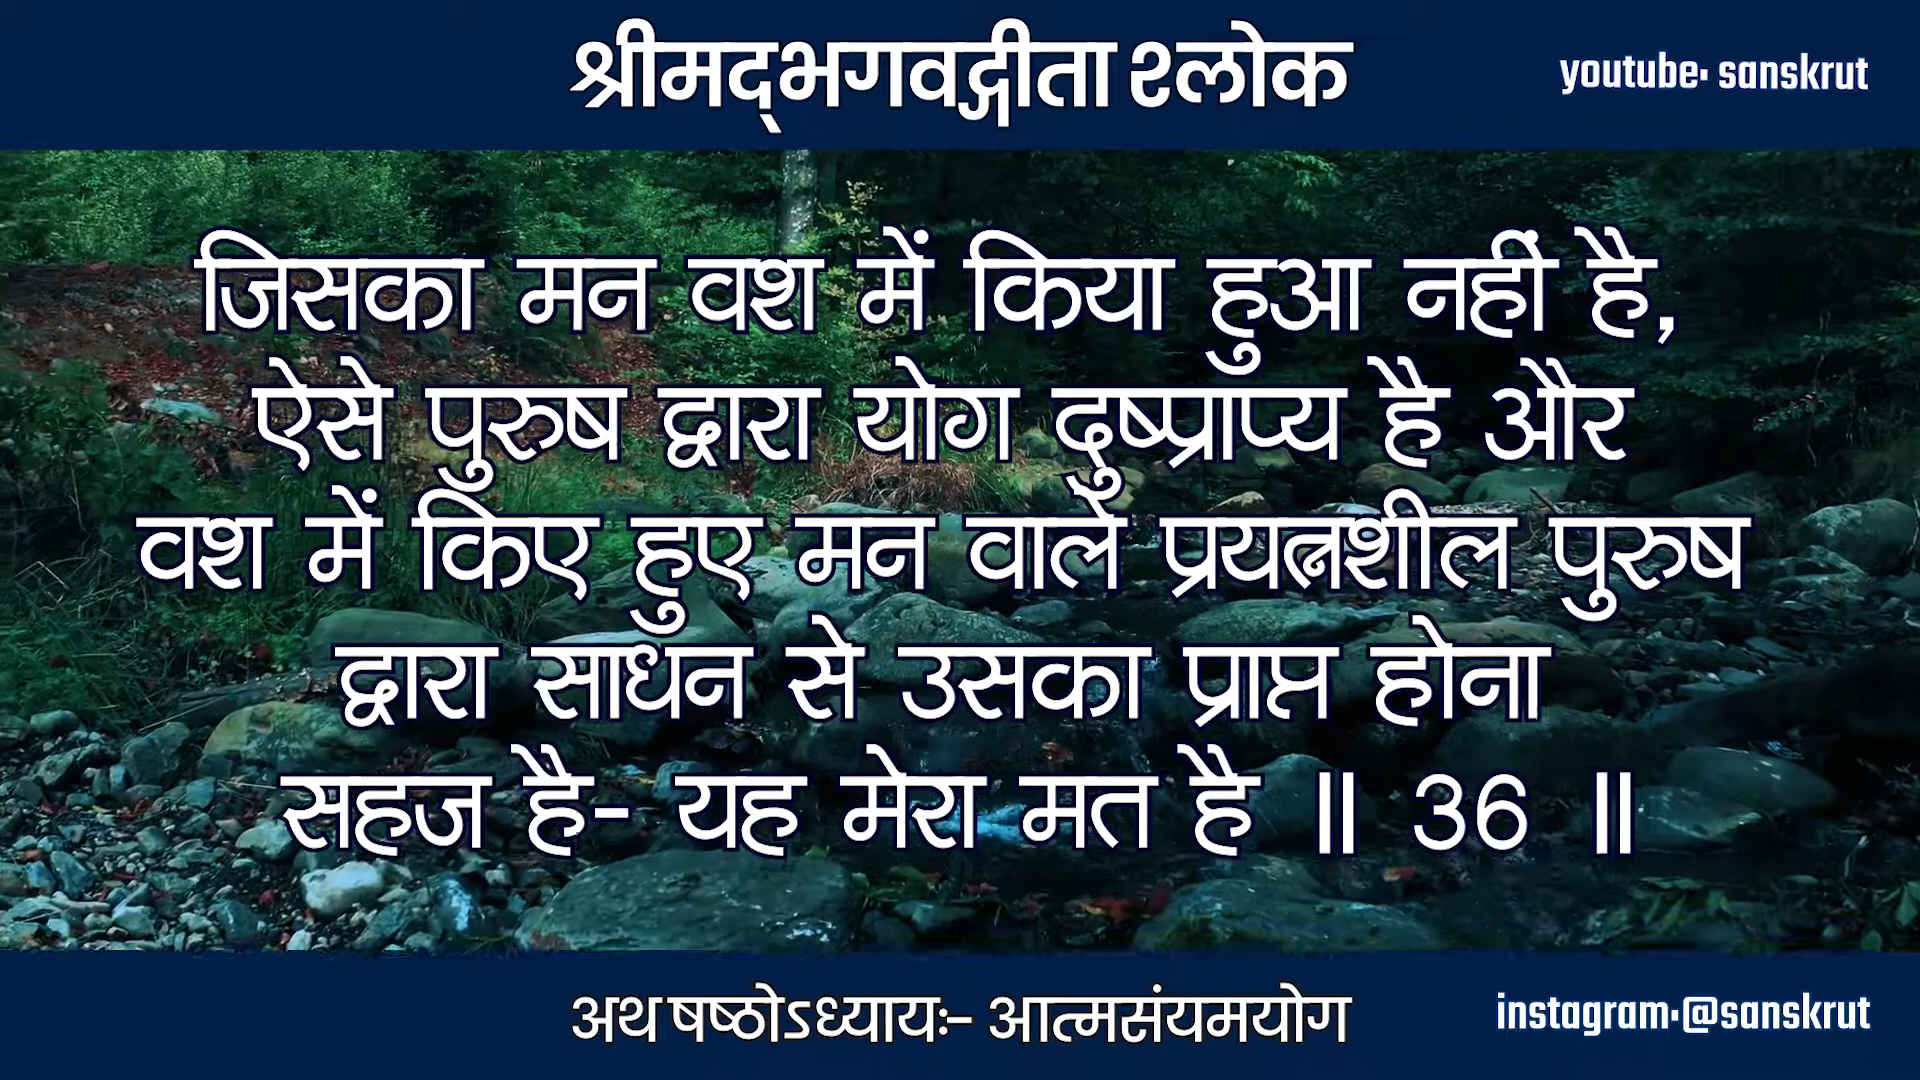 श्रीमद्‌भगवद्गीता श्लोक
youtube: sanskrut
जिसका मन वश में किया हुआ नहीं है,
ऐसे पुरुष द्वारा योग दुष्प्राप्य है और
वश में किए हुए मन वाले प्रयत्नशील पुरुष
द्वारा साधन से उसका प्राप्त होना
सहज है- यह मेरा मत है ॥ 36 ॥
अथ षष्ठोऽध्यायः- आत्मसंयमयोग
instagram:@sanskrut